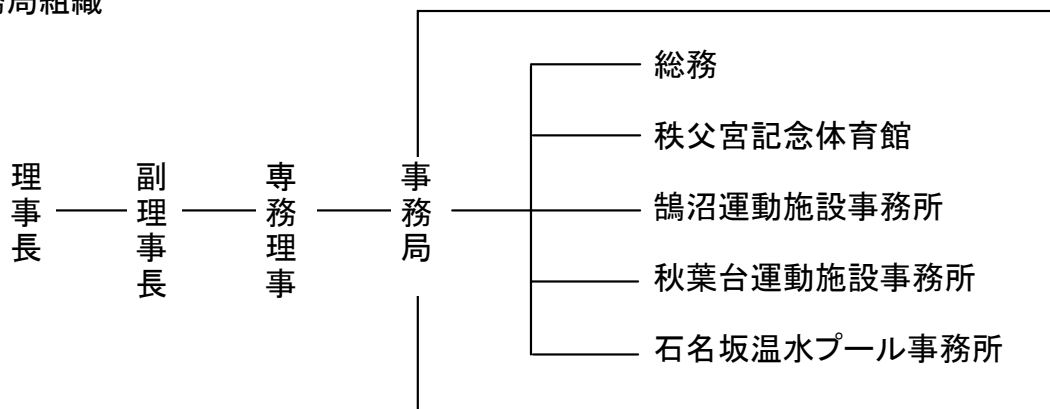 務局組織
理事長
副理事長
専務理事
事務局
総務
秩父宮記念体育館
鵠沼運動施設事務所
秋葉台運動施設事務所
石名坂温水プール事務所